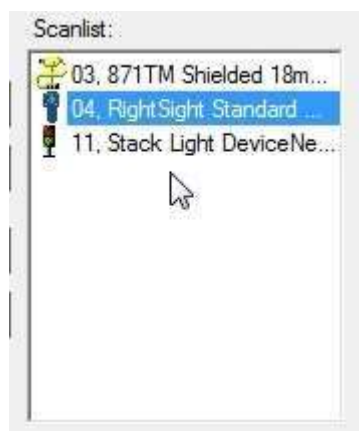 Scanlist:
03, 871TM Shielded 18m...
04, RightSight Standard ...
11, Stack Light DeviceNe...